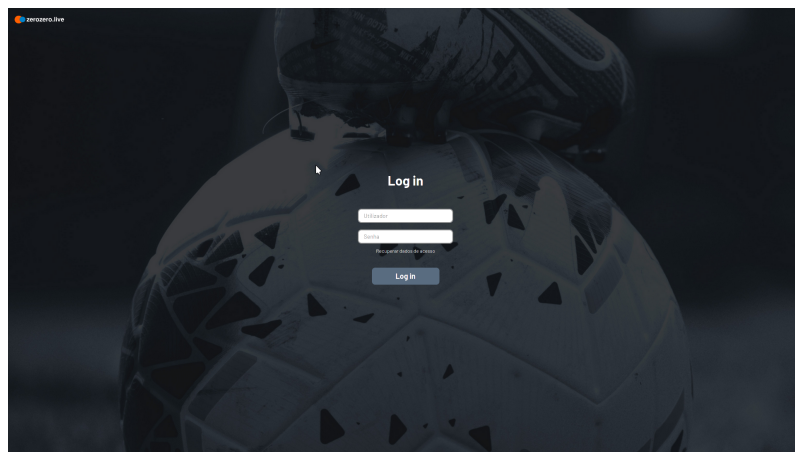 zerozero.live
Log in
Utilizador
Senha
Recuperar dados de acesso
Log in